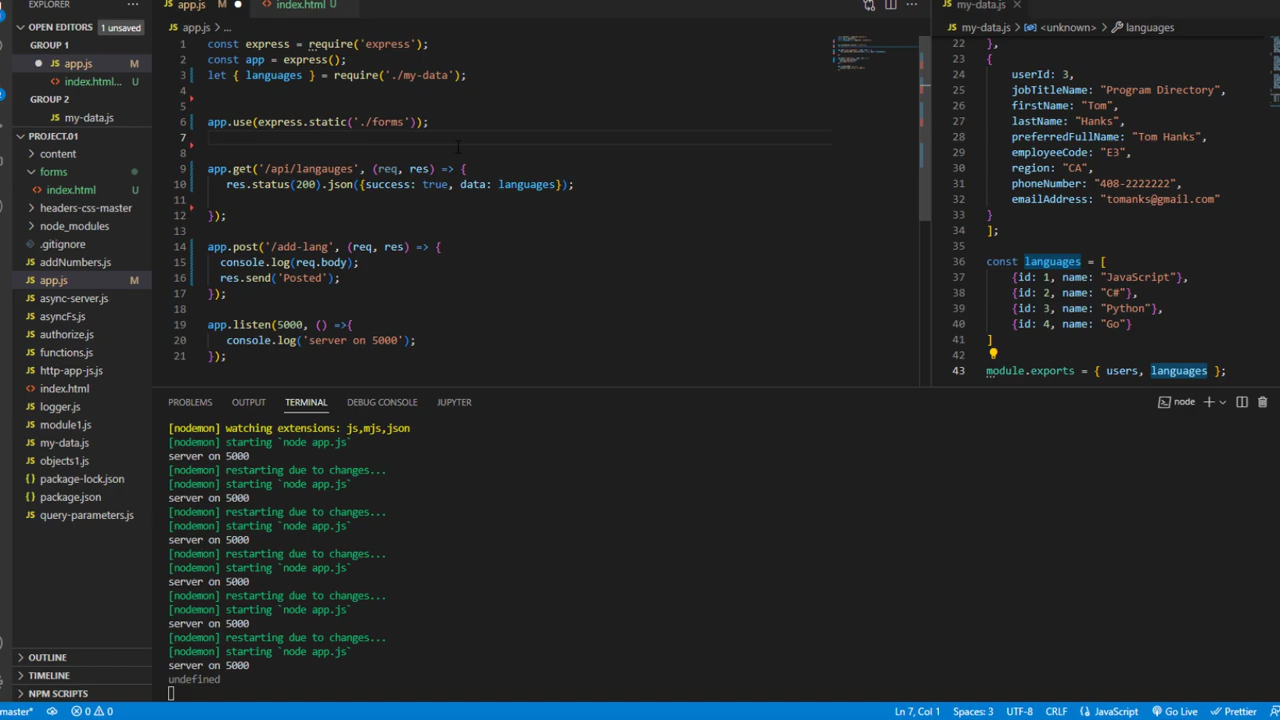 EXPLORER
OPEN EDITORS 1 unsaved
GROUP 1
app.js M
index.html... U
GROUP 2
my-data.js
PROJECT.01
content
forms
index.html U
headers-css-master
node_modules
.gitignore
addNumbers.js
app.js M
async-server.js
asyncFs.js
authorize.js
functions.js
http-app-js.js
index.html
logger.js
module1.js
my-data.js
objects1.js
package-lock.json
package.json
query-parameters.js
OUTLINE
TIMELINE
NPM SCRIPTS
app.js M
index.html U
app.js > ...
1 const express = require('express');
2 const app = express();
3 let { languages } = require('./my-data');
4
5
6 app.use(express.static('./forms'));
7
8
9 app.get('/api/langauges', (req, res) => {
10 res.status(200).json({success: true, data: languages});
11
12 });
13
14 app.post('/add-lang', (req, res) => {
15 console.log(req.body);
16 res.send('Posted');
17 });
18
19 app.listen(5000, () =>{
20 console.log('server on 5000');
21 });
my-data.js
my-data.js > <unknown> > languages
22 },
23 {
24 userId: 3,
25 jobTitleName: "Program Directory",
26 firstName: "Tom",
27 lastName: "Hanks",
28 preferredFullName: "Tom Hanks",
29 employeeCode: "E3",
30 region: "CA",
31 phoneNumber: "408-2222222",
32 emailAddress: "tomanks@gmail.com"
33 }
34 ];
35
36 const languages = [
37 {id: 1, name: "JavaScript"},
38 {id: 2, name: "C#"},
39 {id: 3, name: "Python"},
40 {id: 4, name: "Go"}
41 ]
42
43 module.exports = { users, languages };
PROBLEMS OUTPUT TERMINAL DEBUG CONSOLE JUPYTER
node
[nodemon] watching extensions: js,mjs,json
[nodemon] starting `node app.js`
server on 5000
[nodemon] restarting due to changes...
[nodemon] starting `node app.js`
server on 5000
[nodemon] restarting due to changes...
[nodemon] starting `node app.js`
server on 5000
[nodemon] restarting due to changes...
[nodemon] starting `node app.js`
server on 5000
[nodemon] restarting due to changes...
[nodemon] starting `node app.js`
server on 5000
[nodemon] restarting due to changes...
[nodemon] starting `node app.js`
server on 5000
undefined
master* 0 0 Ln 7, Col 1 Spaces: 3 UTF-8 CRLF JavaScript Go Live Prettier